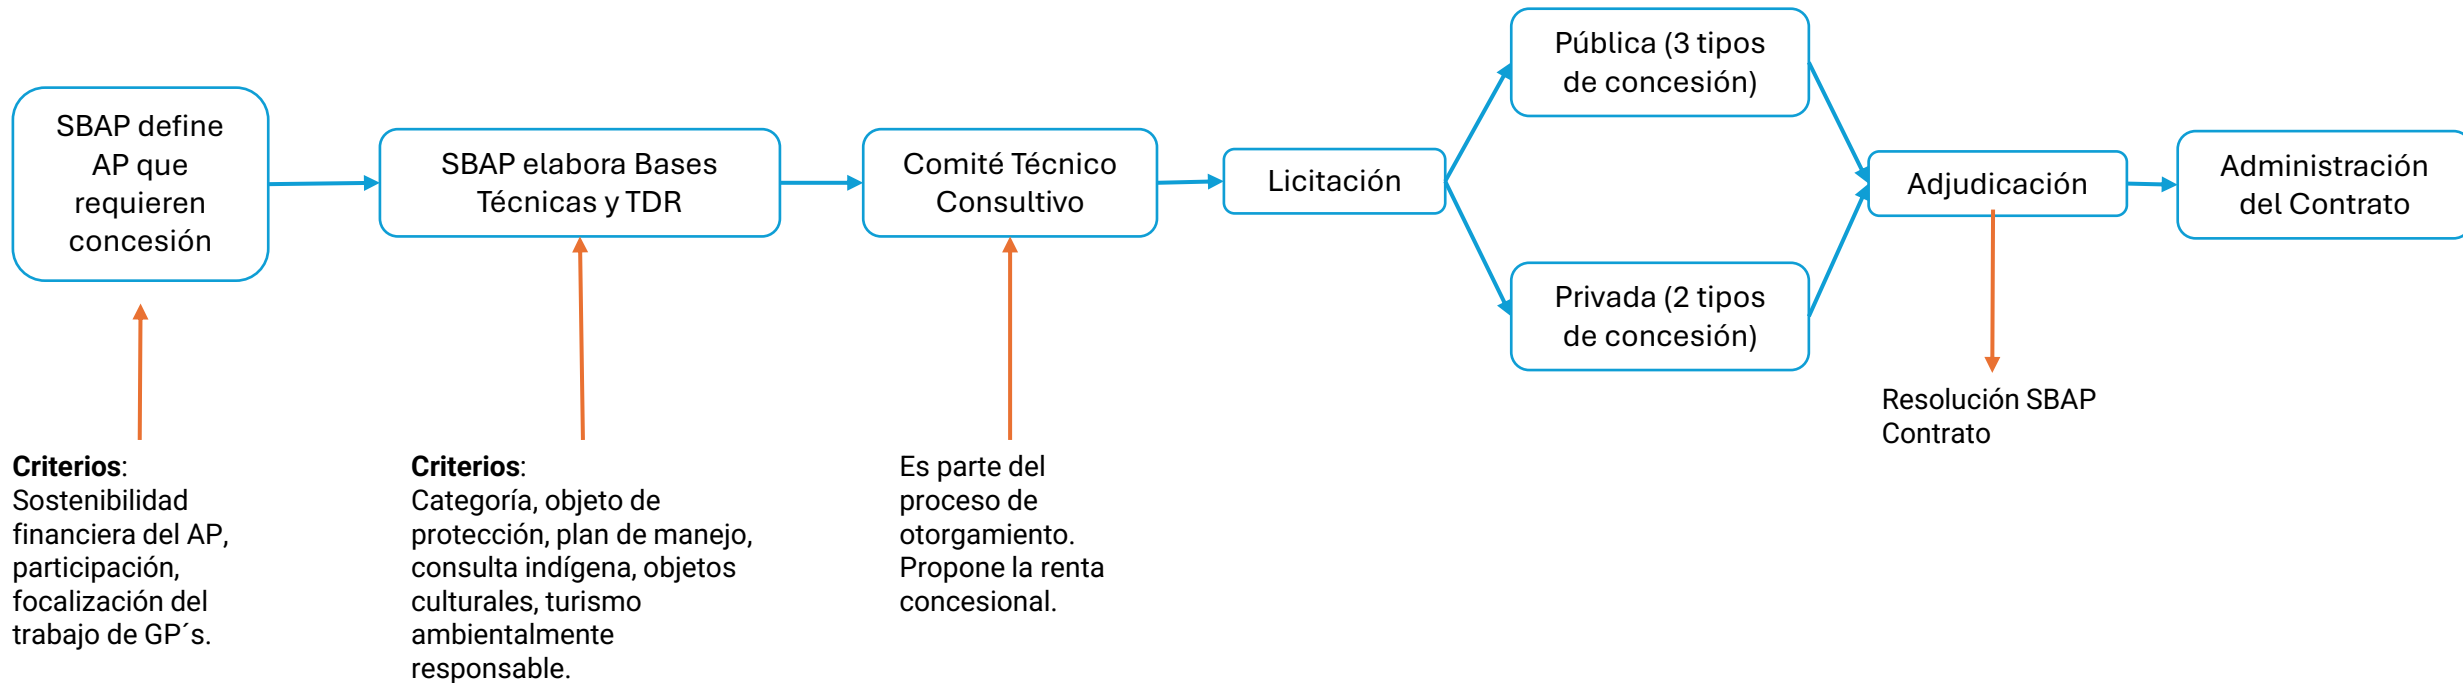 SBAP define
AP que
requieren
concesión
SBAP elabora Bases
Técnicas y TDR
Comité Técnico
Consultivo
Licitación
Pública (3 tipos
de concesión)
Privada (2 tipos
de concesión)
Adjudicación
Administración
del Contrato
Criterios:
Sostenibilidad
financiera del AP,
participación,
focalización del
trabajo de GP´s.
Criterios:
Categoría, objeto de
protección, plan de manejo,
consulta indígena, objetos
culturales, turismo
ambientalmente
responsable.
Es parte del
proceso de
otorgamiento.
Propone la renta
concesional.
Resolución SBAP
Contrato